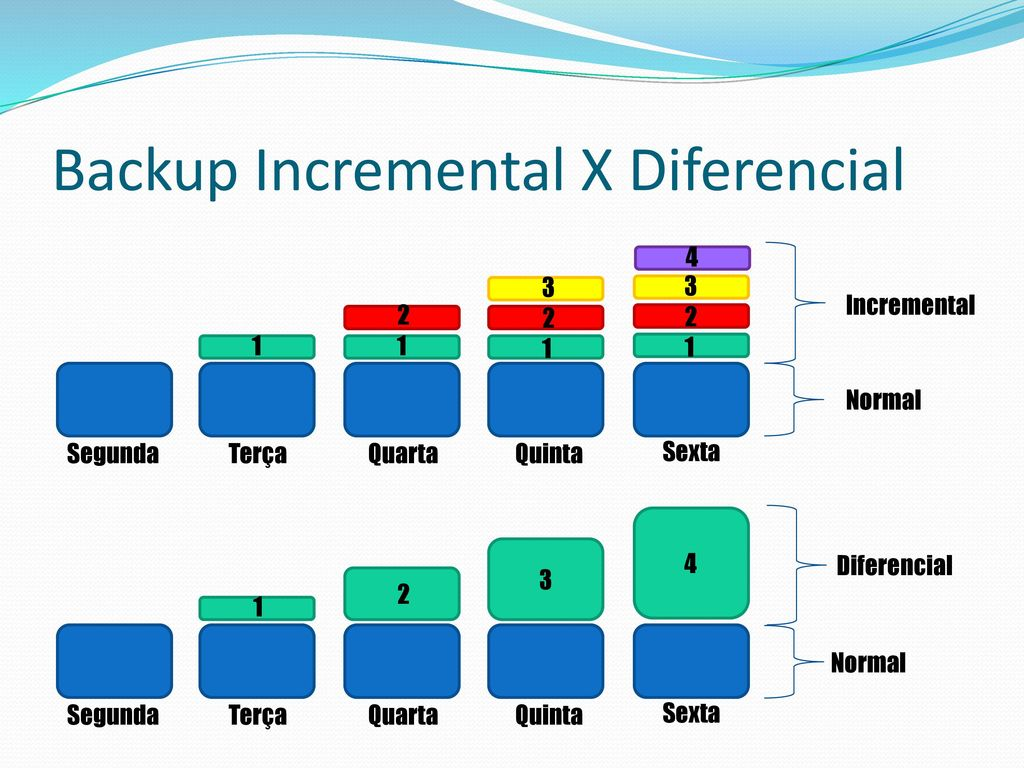 Backup Incremental X Diferencial
4
3 3
2 2 2
1 1 1 1
Incremental
Normal
Segunda Terça Quarta Quinta Sexta
1 2 3 4
Diferencial
Normal
Segunda Terça Quarta Quinta Sexta